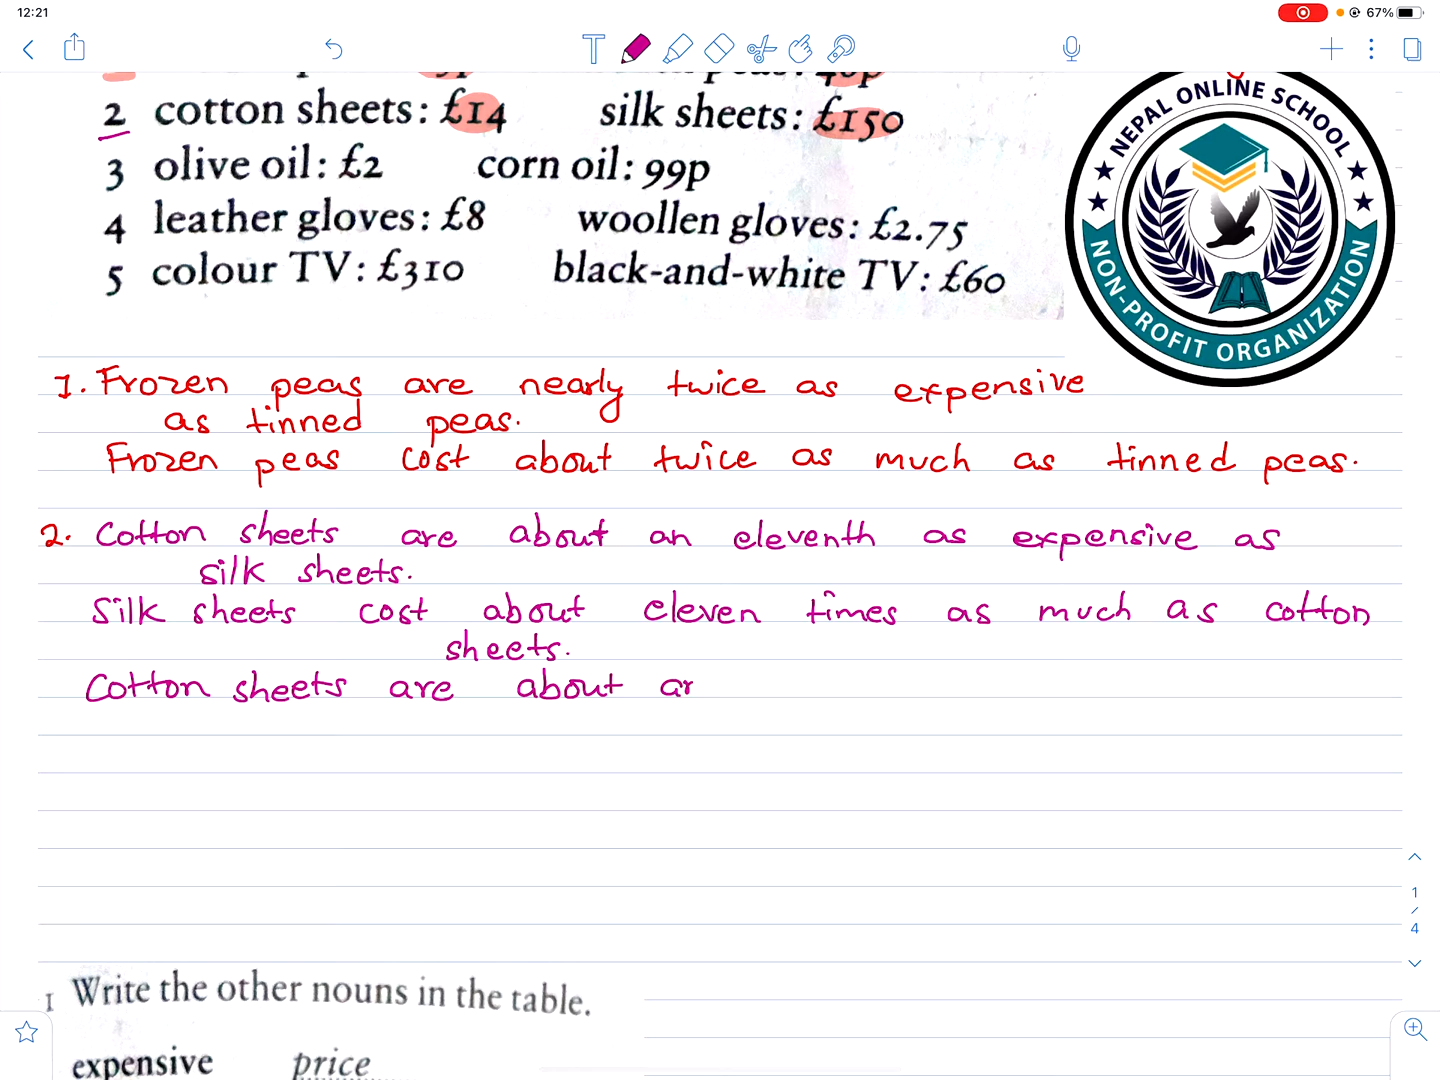 12:21
67%
2 cotton sheets: £14 silk sheets: £150
3 olive oil: £2 corn oil: 99p
4 leather gloves: £8 woollen gloves: £2.75
5 colour TV: £310 black-and-white TV: £60
NEPAL ONLINE SCHOOL
NON-PROFIT ORGANIZATION
1. Frozen peas are nearly twice as expensive
as tinned peas.
Frozen peas cost about twice as much as tinned peas.
2. Cotton sheets are about an eleventh as expensive as
silk sheets.
Silk sheets cost about eleven times as much as cotton
sheets.
Cotton sheets are about ar
1
/
4
1 Write the other nouns in the table.
expensive price